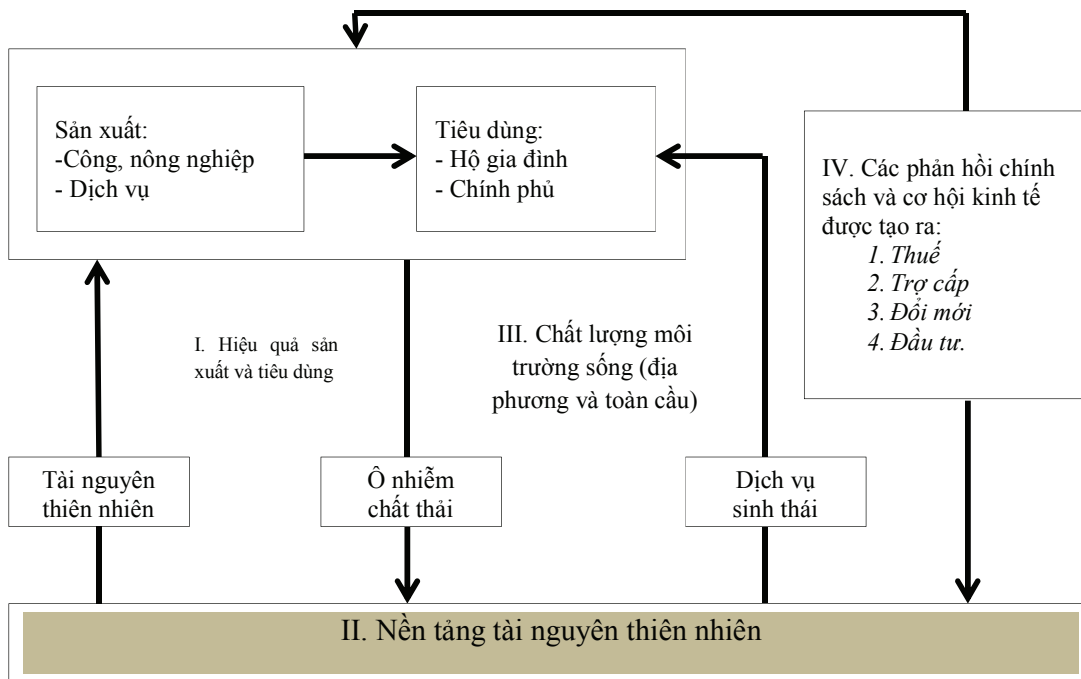 Sản xuất:
-Công, nông nghiệp
- Dịch vụ
Tiêu dùng:
- Hộ gia đình
- Chính phủ
IV. Các phản hồi chính
sách và cơ hội kinh tế
được tạo ra:
1. Thuế
2. Trợ cấp
3. Đổi mới
4. Đầu tư.
I. Hiệu quả sản
xuất và tiêu dùng
III. Chất lượng môi
trường sống (địa
phương và toàn cầu)
Tài nguyên
thiên nhiên
Ô nhiễm
chất thải
Dịch vụ
sinh thái
II. Nền tảng tài nguyên thiên nhiên